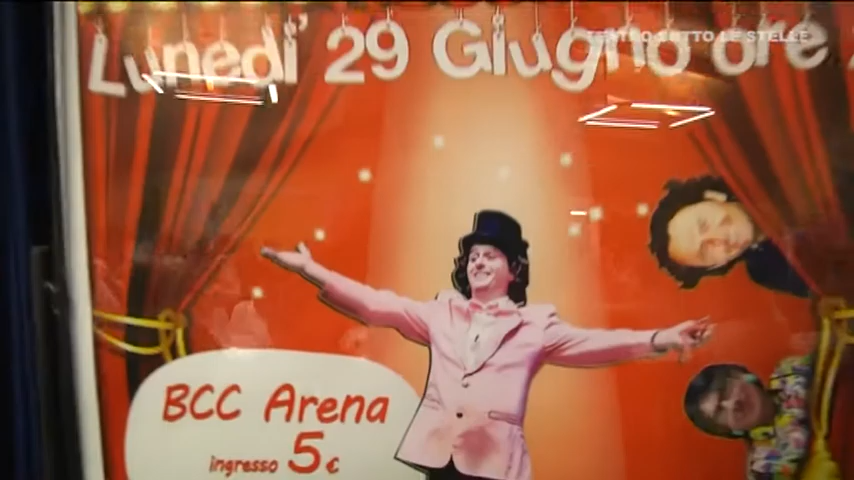 Lunedi' 29 Giugno ore
TEATRO SOTTO LE STELLE
BCC Arena
ingresso 5€